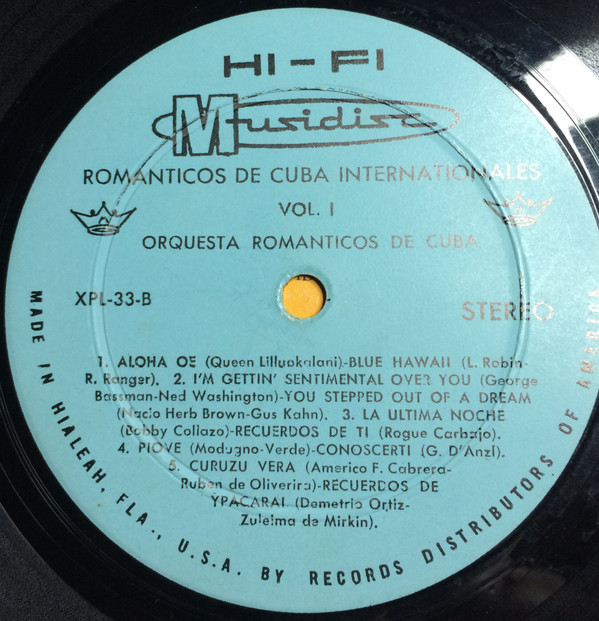 HI-FI
Musidisc
ROMANTICOS DE CUBA INTERNATIONALES
VOL. I
ORQUESTA ROMANTICOS DE CUBA
XPL-33-B
STEREO
1. ALOHA OE (Queen Liliuokalani)-BLUE HAWAII (L. Robin-
R. Ranger). 2. I'M GETTIN' SENTIMENTAL OVER YOU (George
Bassman-Ned Washington)-YOU STEPPED OUT OF A DREAM
(Nacio Herb Brown-Gus Kahn). 3. LA ULTIMA NOCHE
(Bobby Collazo)-RECUERDOS DE TI (Rogue Carbajo).
4. PIOVE (Modugno-Verde)-CONOSCERTI (G. D'Anzi).
5. CURUZU VERA (Americo F. Cabrera-
Ruben de Oliverira)-RECUERDOS DE
YPACARAI (Demetrio Ortiz-
Zuleima de Mirkin).
MADE IN HIALEAH, FLA., U.S.A. BY RECORDS DISTRIBUTORS OF AMERICA